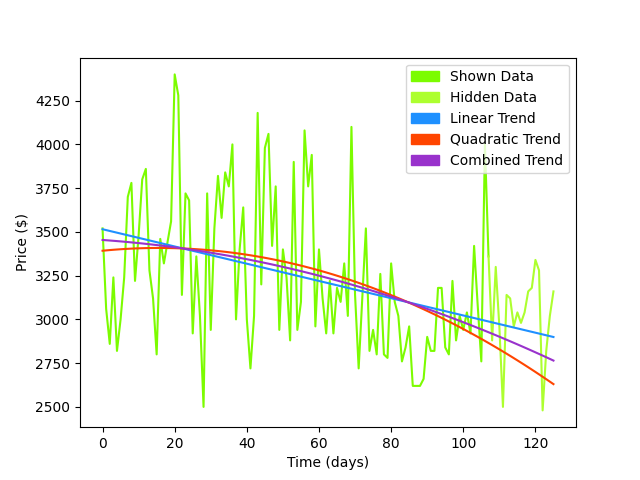 Shown Data
Hidden Data
Linear Trend
Quadratic Trend
Combined Trend
Price ($)
4250
4000
3750
3500
3250
3000
2750
2500
0 20 40 60 80 100 120
Time (days)